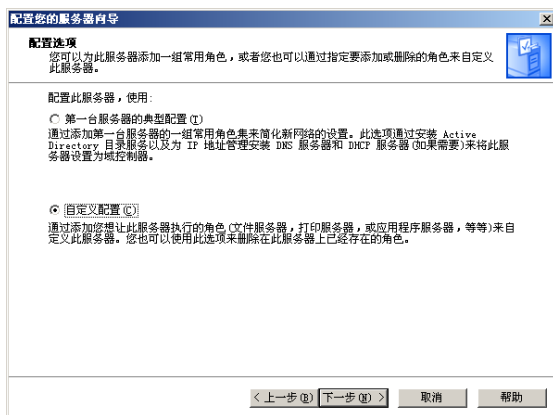 配置您的服务器向导
配置选项
您可以为此服务器添加一组常用角色，或者您也可以通过指定要添加或删除的角色来自定义
此服务器。
配置此服务器，使用:
第一台服务器的典型配置(T)
通过添加第一台服务器的一组常用角色集来简化新网络的设置。此选项通过安装 Active
Directory 目录服务以及为 IP 地址管理安装 DNS 服务器和 DHCP 服务器(如果需要)来将此服
务器设置为域控制器。
自定义配置(C)
通过添加您想让此服务器执行的角色(文件服务器，打印服务器，或应用程序服务器，等等)来自
定义此服务器。您也可以使用此选项来删除在此服务器上已经存在的角色。
< 上一步(B) 下一步(N) > 取消 帮助